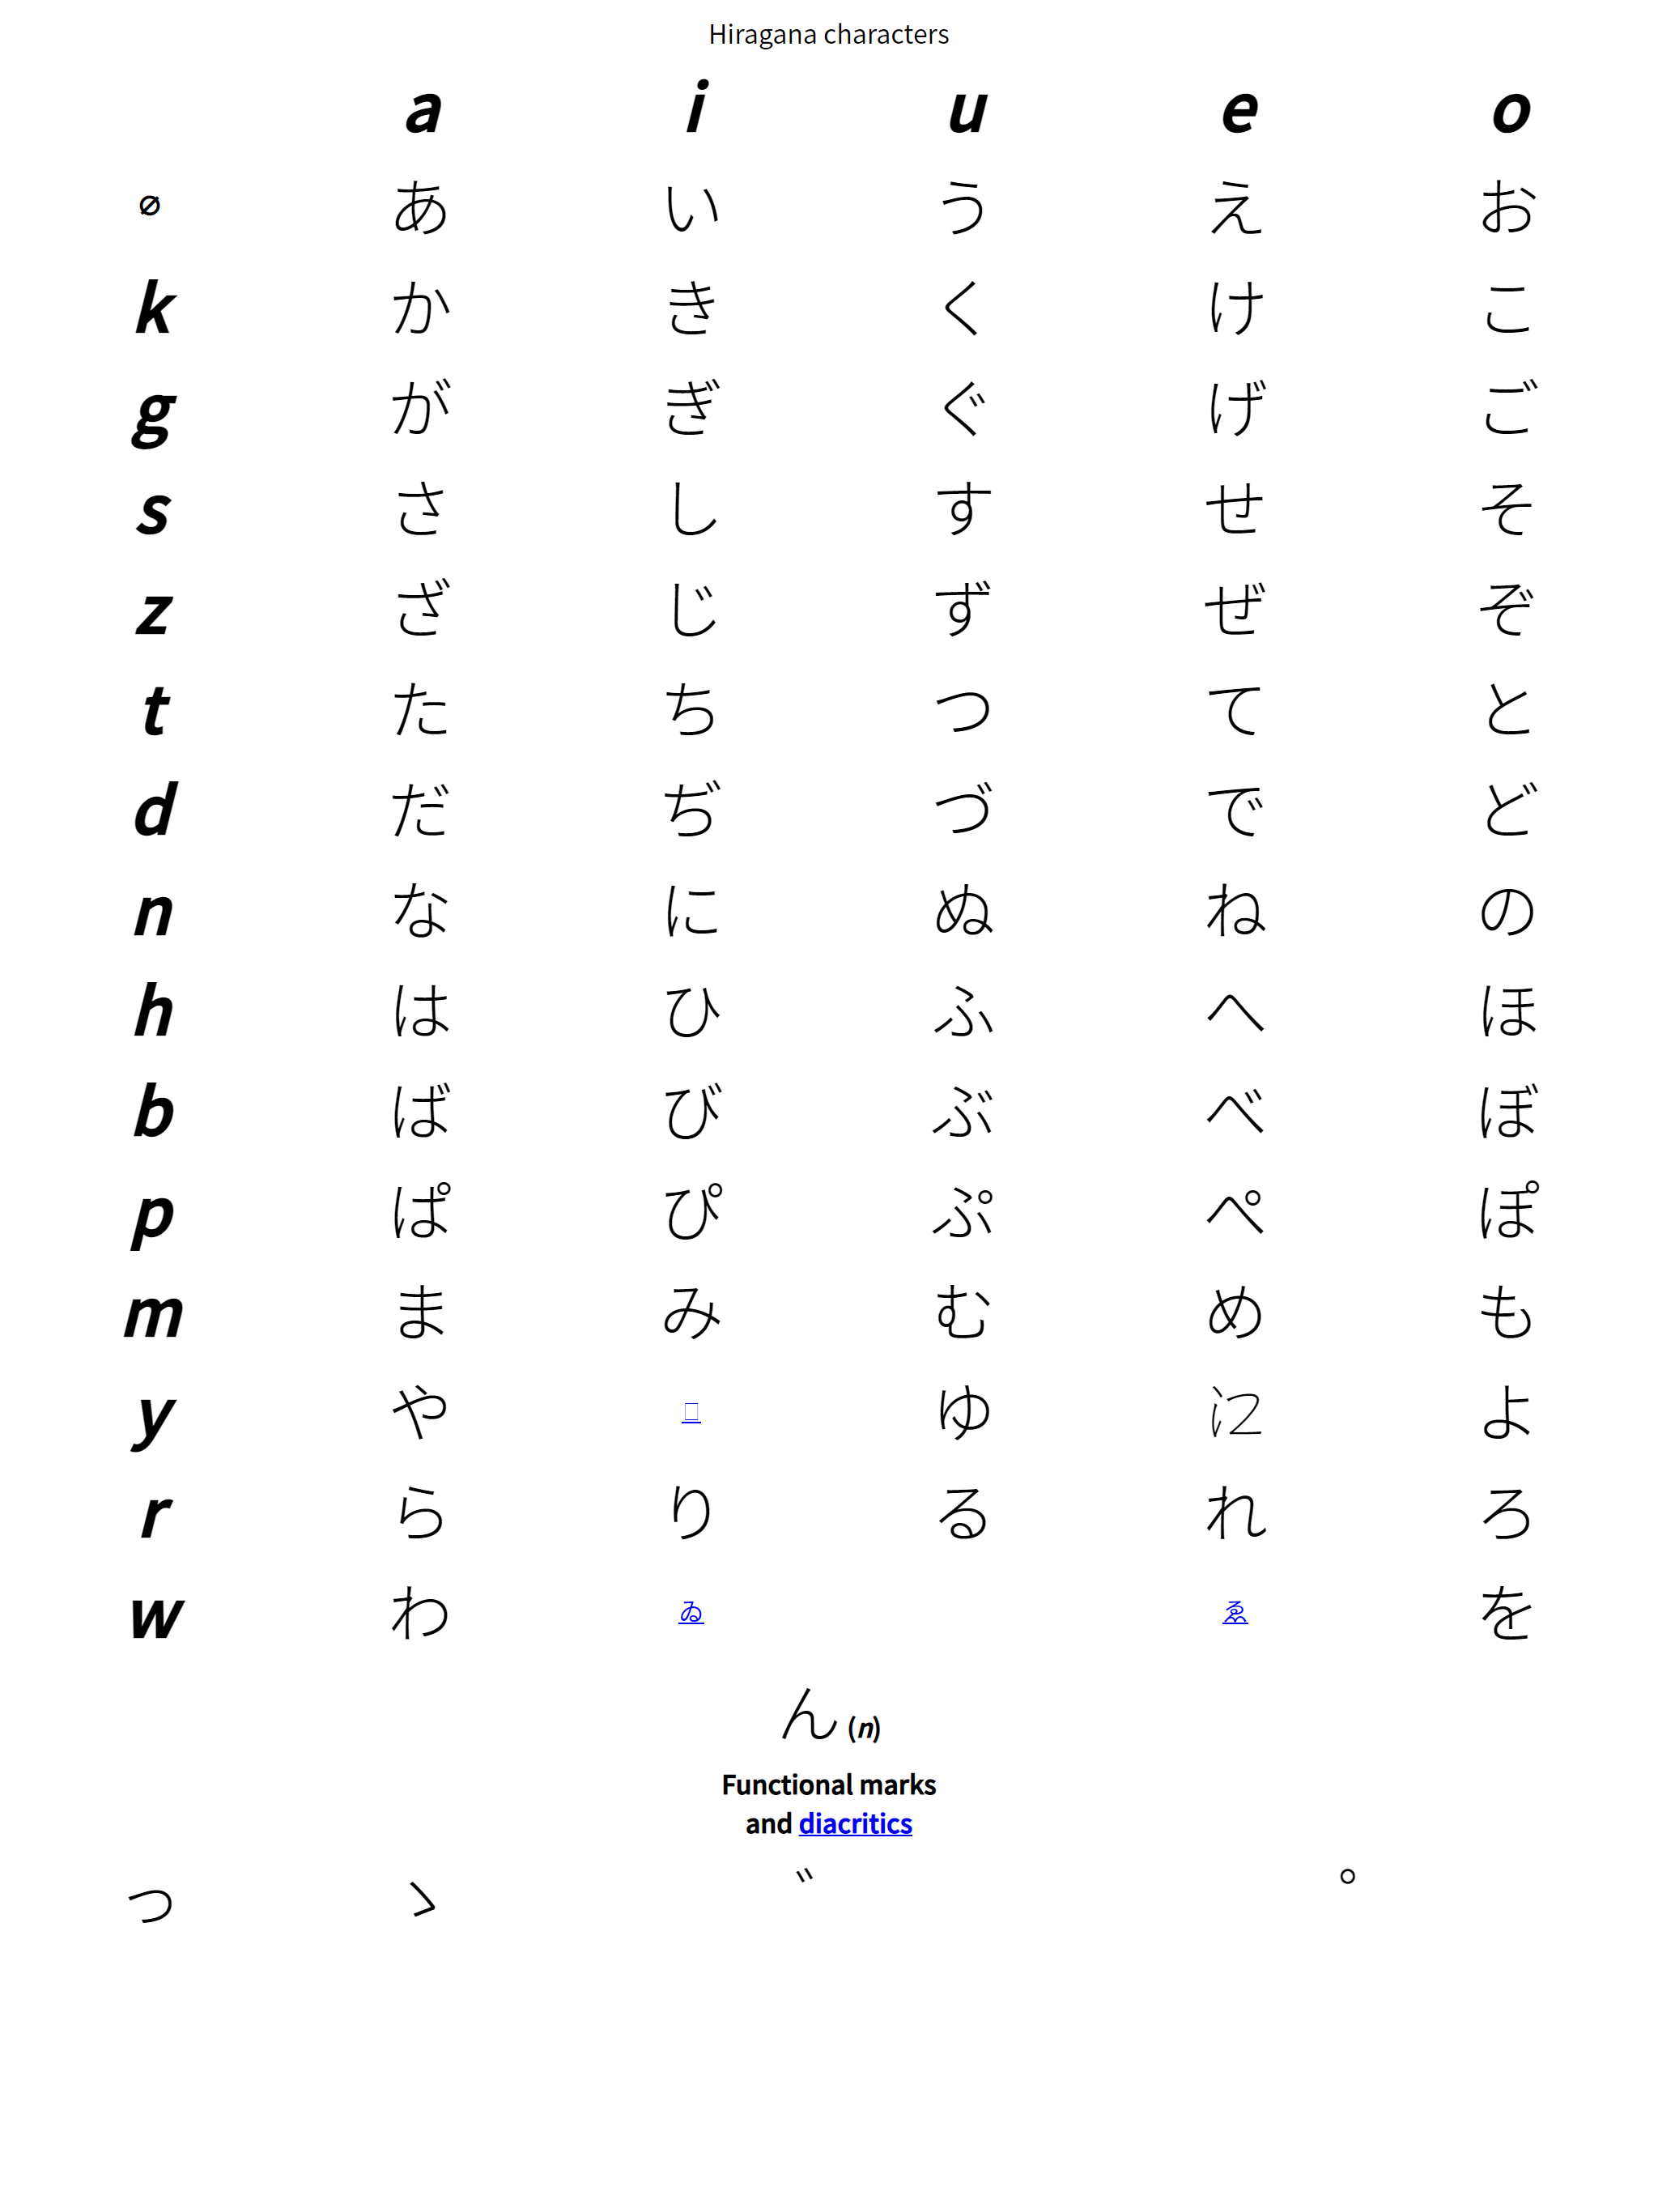 Hiragana characters
a i u e o
∅ あ い う え お
k か き く け こ
g が ぎ ぐ げ ご
s さ し す せ そ
z ざ じ ず ぜ ぞ
t た ち つ て と
d だ ぢ づ で ど
n な に ぬ ね の
h は ひ ふ へ ほ
b ば び ぶ べ ぼ
p ぱ ぴ ぷ ぺ ぽ
m ま み む め も
y や ゆ 𛀁 よ
r ら り る れ ろ
w わ ゐ ゑ を
ん (n)
Functional marks
and diacritics
っ ゝ ゛ ゜